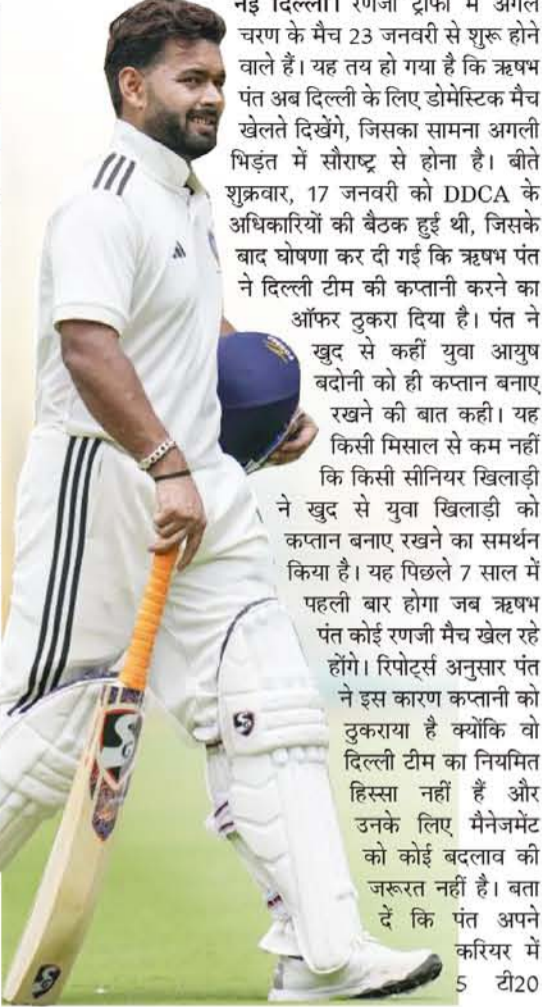 नई दिल्ली। रणजी ट्रॉफी में अगले
चरण के मैच 23 जनवरी से शुरू होने
वाले हैं। यह तय हो गया है कि ऋषभ
पंत अब दिल्ली के लिए डोमेस्टिक मैच
खेलते दिखेंगे, जिसका सामना अगली
भिड़ंत में सौराष्ट्र से होना है। बीते
शुक्रवार, 17 जनवरी को DDCA के
अधिकारियों की बैठक हुई थी, जिसके
बाद घोषणा कर दी गई कि ऋषभ पंत
ने दिल्ली टीम की कप्तानी करने का
ऑफर ठुकरा दिया है। पंत ने
खुद से कहीं युवा आयुष
बदोनी को ही कप्तान बनाए
रखने की बात कही। यह
किसी मिसाल से कम नहीं
कि किसी सीनियर खिलाड़ी
ने खुद से युवा खिलाड़ी को
कप्तान बनाए रखने का समर्थन
किया है। यह पिछले 7 साल में
पहली बार होगा जब ऋषभ
पंत कोई रणजी मैच खेल रहे
होंगे। रिपोर्ट्स अनुसार पंत
ने इस कारण कप्तानी को
ठुकराया है क्योंकि वो
दिल्ली टीम का नियमित
हिस्सा नहीं हैं और
उनके लिए मैनेजमेंट
को कोई बदलाव की
जरूरत नहीं है। बता
दें कि पंत अपने
करियर में
5 टी20